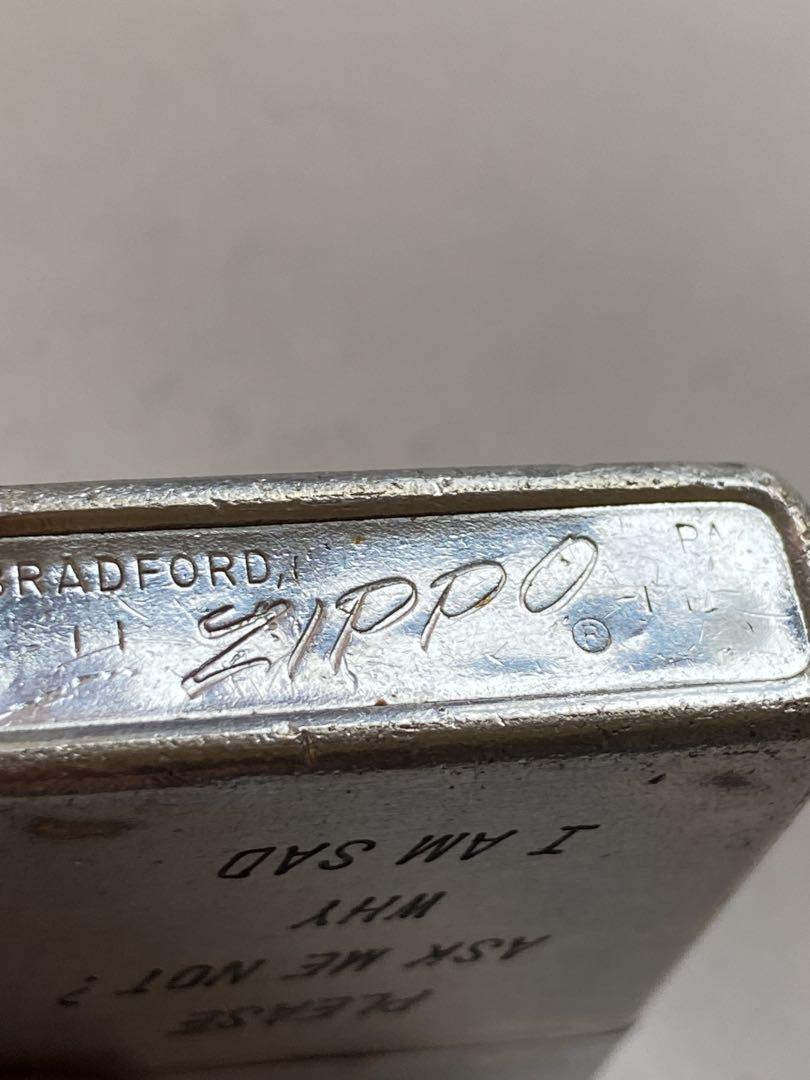 BRADFORD, PA
ZIPPO ®
PLEASE
ASK ME NOT ?
WHY
I AM SAD